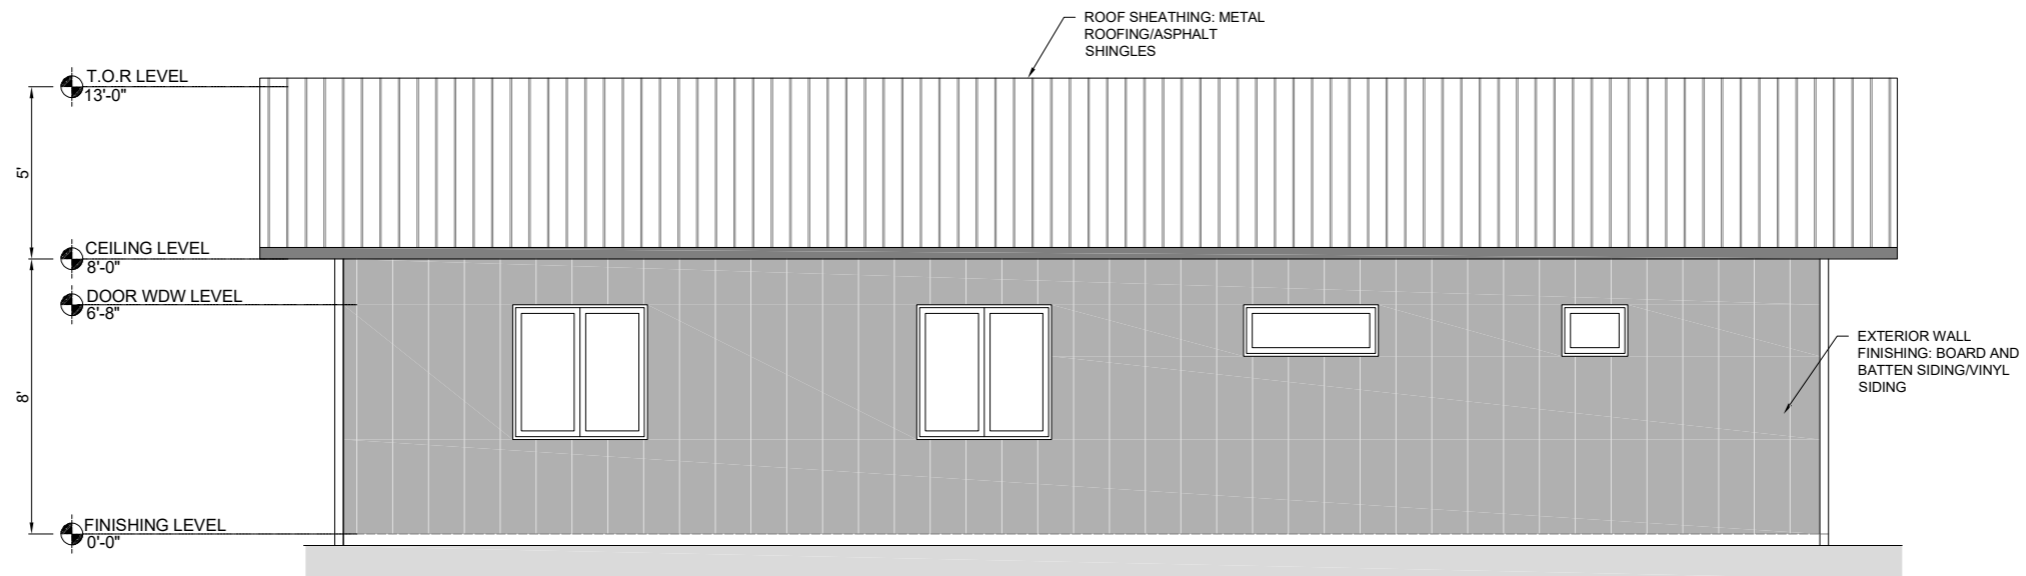 ROOF SHEATHING: METAL
ROOFING/ASPHALT
SHINGLES
T.O.R LEVEL
13'-0"
5'
CEILING LEVEL
8'-0"
DOOR WDW LEVEL
6'-8"
EXTERIOR WALL
FINISHING: BOARD AND
BATTEN SIDING/VINYL
SIDING
8'
FINISHING LEVEL
0'-0"